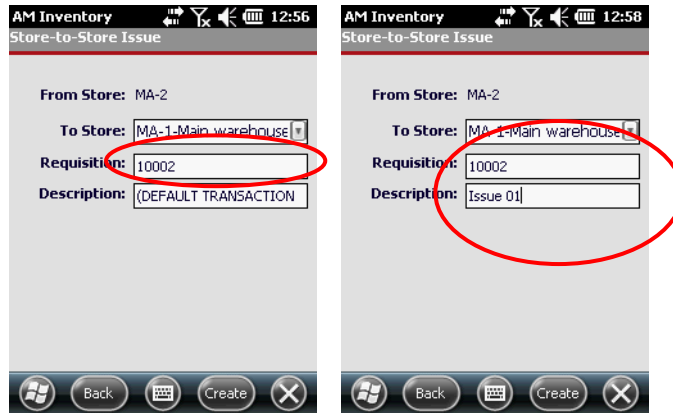 AM Inventory 12:56
Store-to-Store Issue
From Store: MA-2
To Store: MA-1-Main warehouse
Requisition: 10002
Description: (DEFAULT TRANSACTION
Back Create
AM Inventory 12:58
Store-to-Store Issue
From Store: MA-2
To Store: MA-1-Main warehouse
Requisition: 10002
Description: Issue 01
Back Create